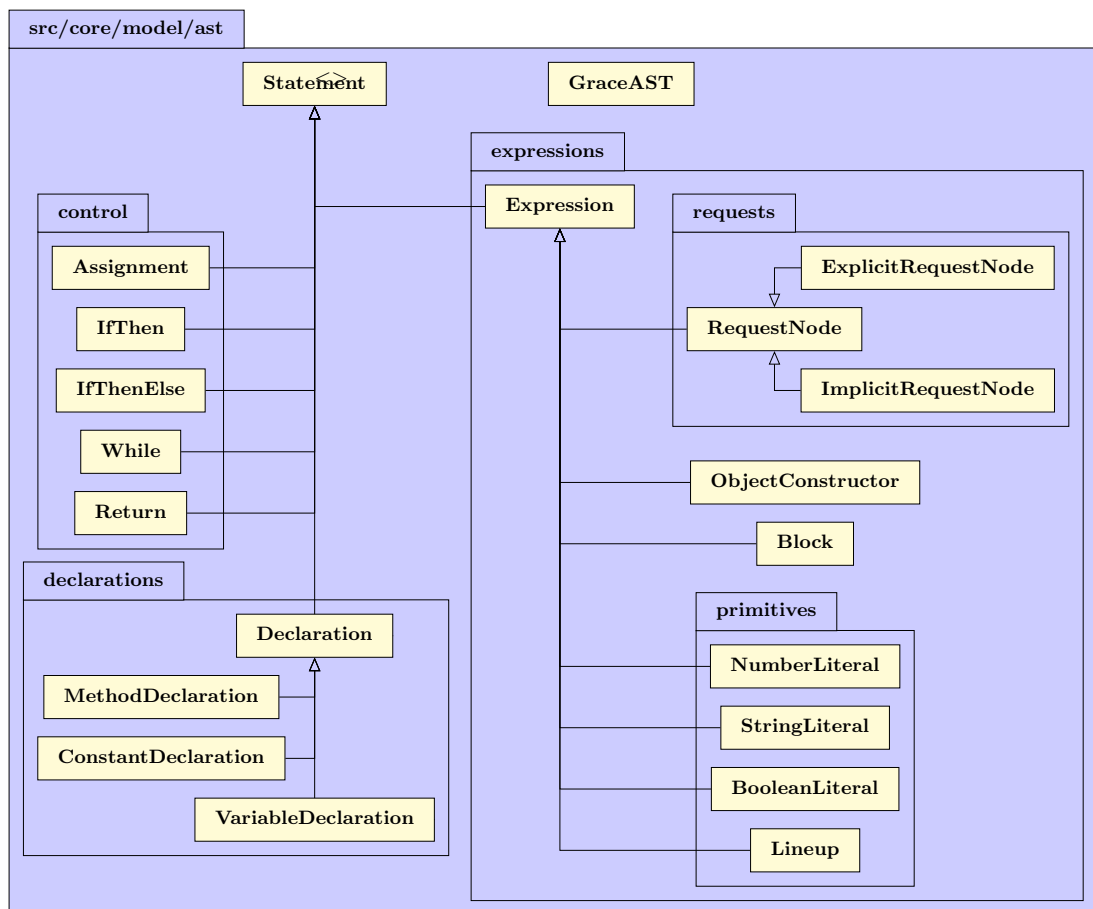 src/core/model/ast
Statement
<>
GraceAST
expressions
Expression
requests
ExplicitRequestNode
RequestNode
ImplicitRequestNode
control
Assignment
IfThen
IfThenElse
While
Return
ObjectConstructor
Block
declarations
Declaration
MethodDeclaration
ConstantDeclaration
VariableDeclaration
primitives
NumberLiteral
StringLiteral
BooleanLiteral
Lineup